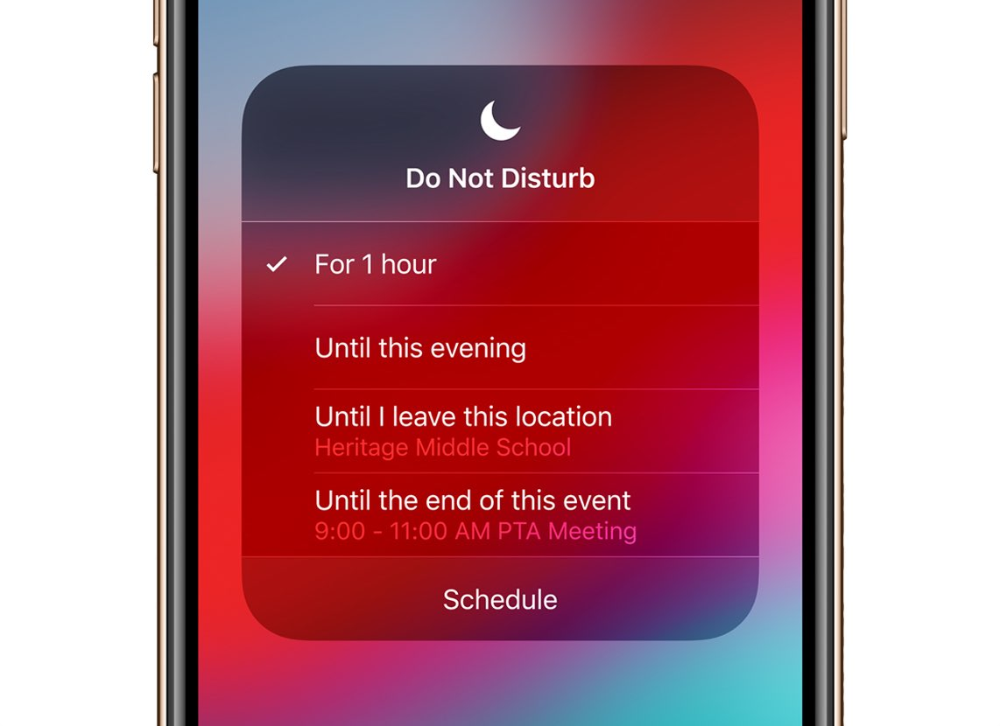 Do Not Disturb
For 1 hour
Until this evening
Until I leave this location
Heritage Middle School
Until the end of this event
9:00 - 11:00 AM PTA Meeting
Schedule